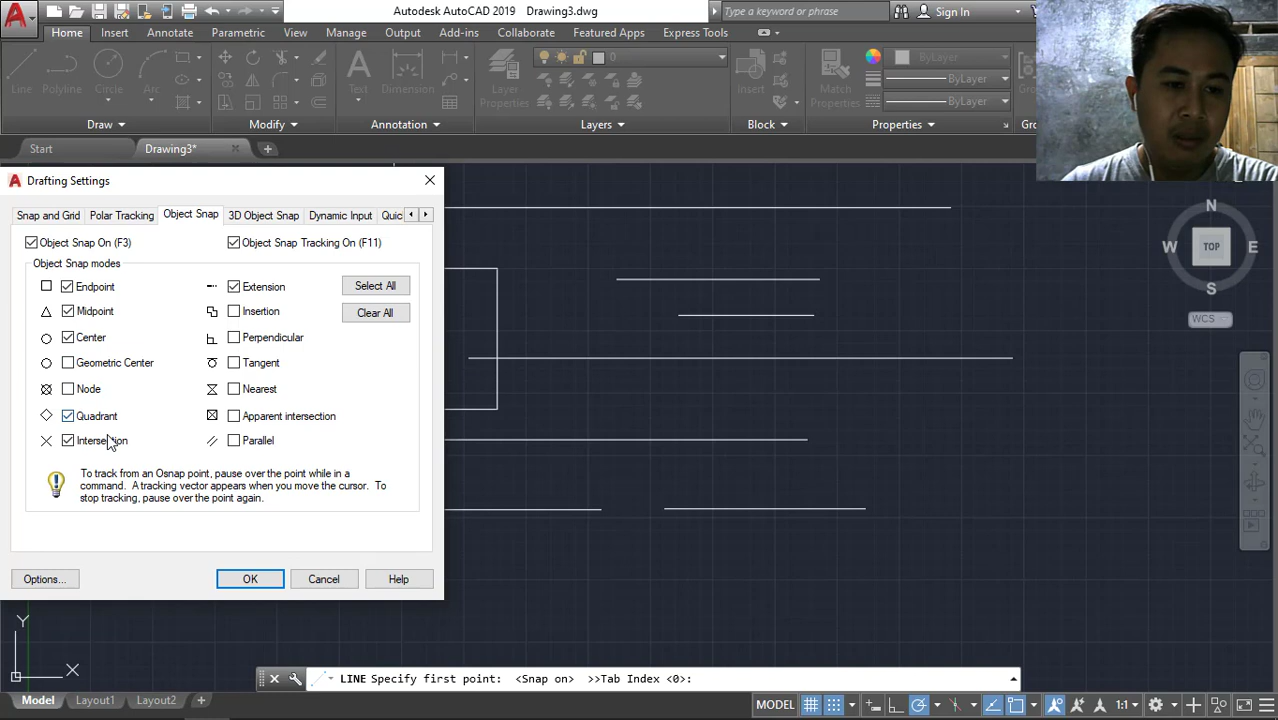 Autodesk AutoCAD 2019 Drawing3.dwg
Type a keyword or phrase
Sign In
Home Insert Annotate Parametric View Manage Output Add-ins Collaborate Featured Apps Express Tools
Line Polyline Circle Arc
Text Dimension
Layer Properties
0
Insert
Match Properties
ByLayer
ByLayer
ByLayer
Draw Modify Annotation Layers Block Properties
Start Drawing3*
Drafting Settings
Snap and Grid Polar Tracking Object Snap 3D Object Snap Dynamic Input Quic
Object Snap On (F3) Object Snap Tracking On (F11)
Object Snap modes
Endpoint Extension Select All
Midpoint Insertion Clear All
Center Perpendicular
Geometric Center Tangent
Node Nearest
Quadrant Apparent intersection
Intersection Parallel
To track from an Osnap point, pause over the point while in a
command. A tracking vector appears when you move the cursor. To
stop tracking, pause over the point again.
Options... OK Cancel Help
N
W TOP E
S
WCS
Y
X
LINE Specify first point: <Snap on> >>Tab Index <0>:
Model Layout1 Layout2 +
MODEL 1:1